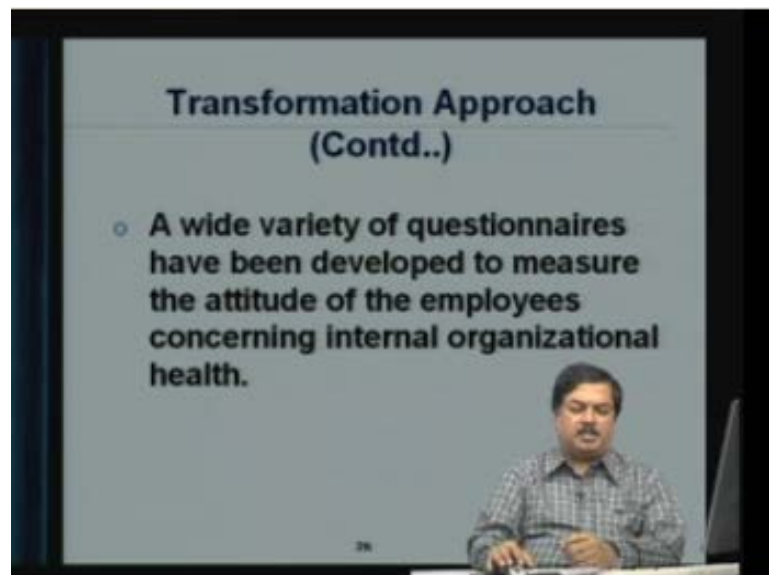 Transformation Approach
(Contd..)
o A wide variety of questionnaires
have been developed to measure
the attitude of the employees
concerning internal organizational
health.